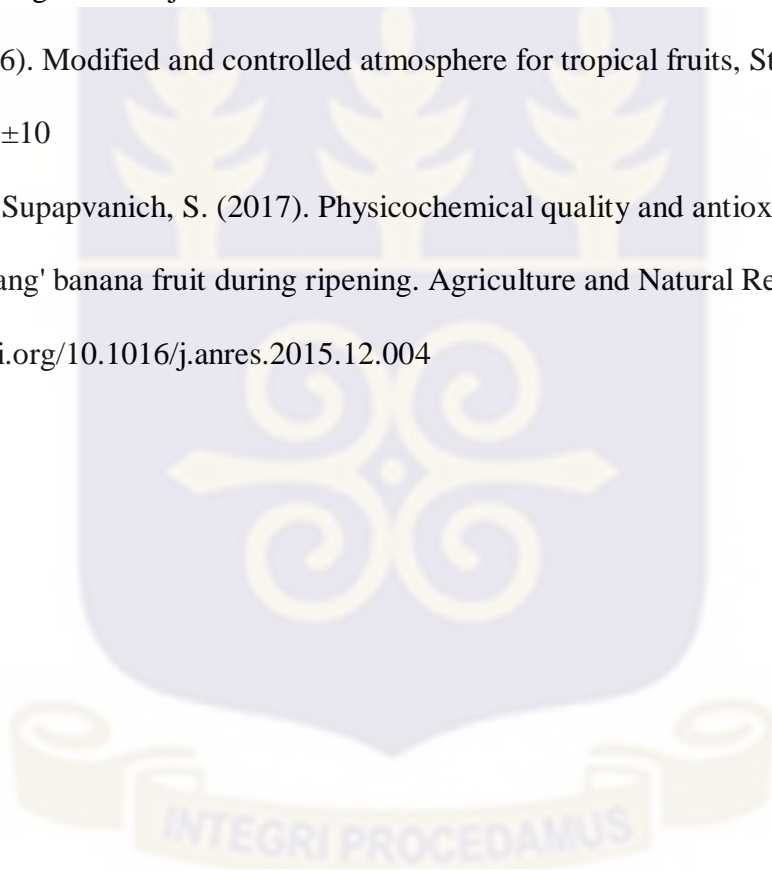 6). Modified and controlled atmosphere for tropical fruits, St
±10
Supapvanich, S. (2017). Physicochemical quality and antiox
ang' banana fruit during ripening. Agriculture and Natural Re
i.org/10.1016/j.anres.2015.12.004
INTEGRI PROCEDAMUS